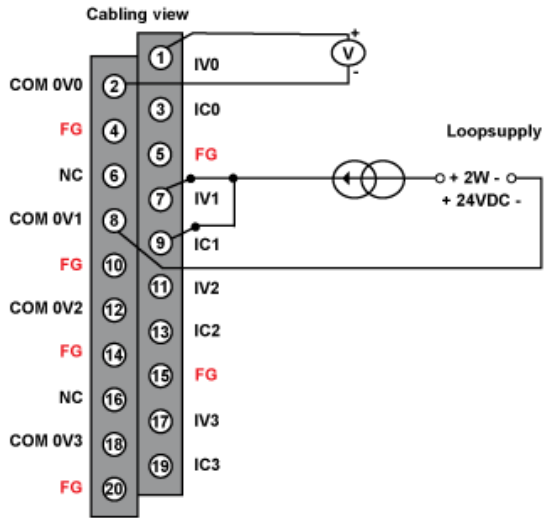 Cabling view
1 IV0
+
V
-
COM 0V0 2
3 IC0
FG 4
5 FG
Loopsupply
NC 6
7 IV1
+ 2W -
+ 24VDC -
COM 0V1 8
9 IC1
FG 10
11 IV2
COM 0V2 12
13 IC2
FG 14
15 FG
NC 16
17 IV3
COM 0V3 18
19 IC3
FG 20